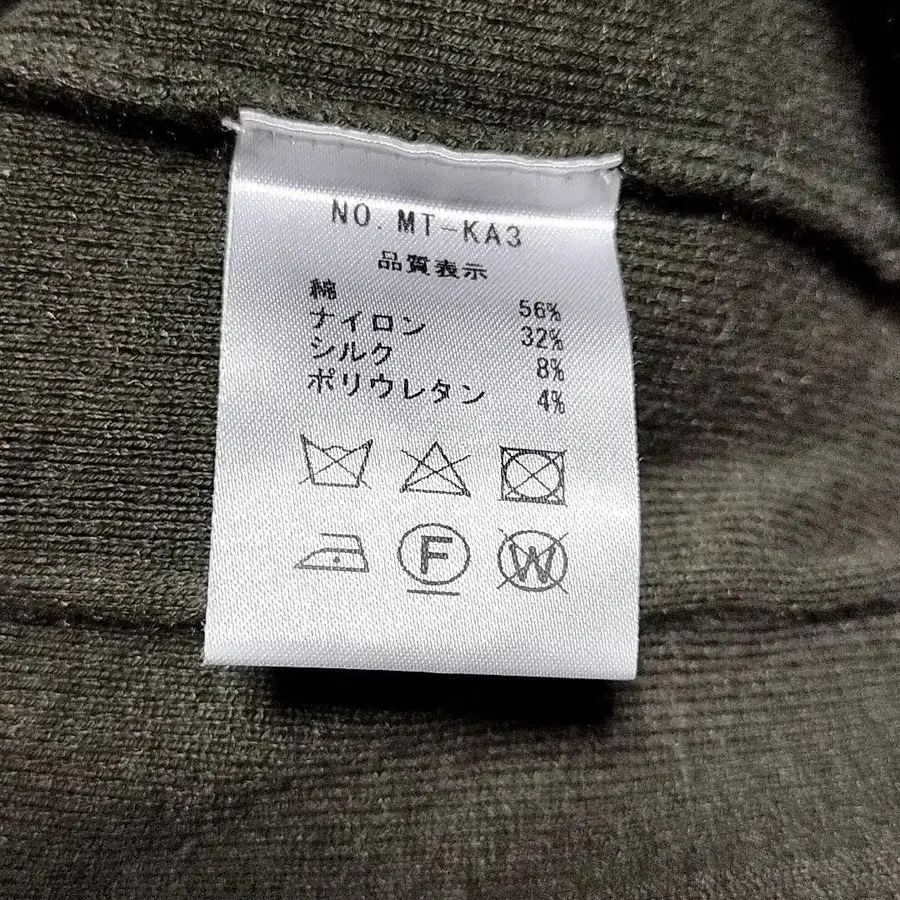 NO. MT-KA3
品質表示
綿 56%
ナイロン 32%
シルク 8%
ポリウレタン 4%
F W